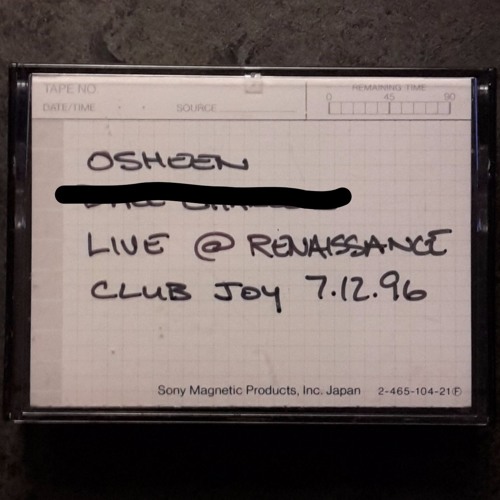 TAPE NO
REMAINING TIME
0 45 90
DATE/TIME . . SOURCE
OSHEEN
LIVE @ RENAISSANCE
CLUB JOY 7.12.96
Sony Magnetic Products, Inc. Japan 2-465-104-21Ⓕ